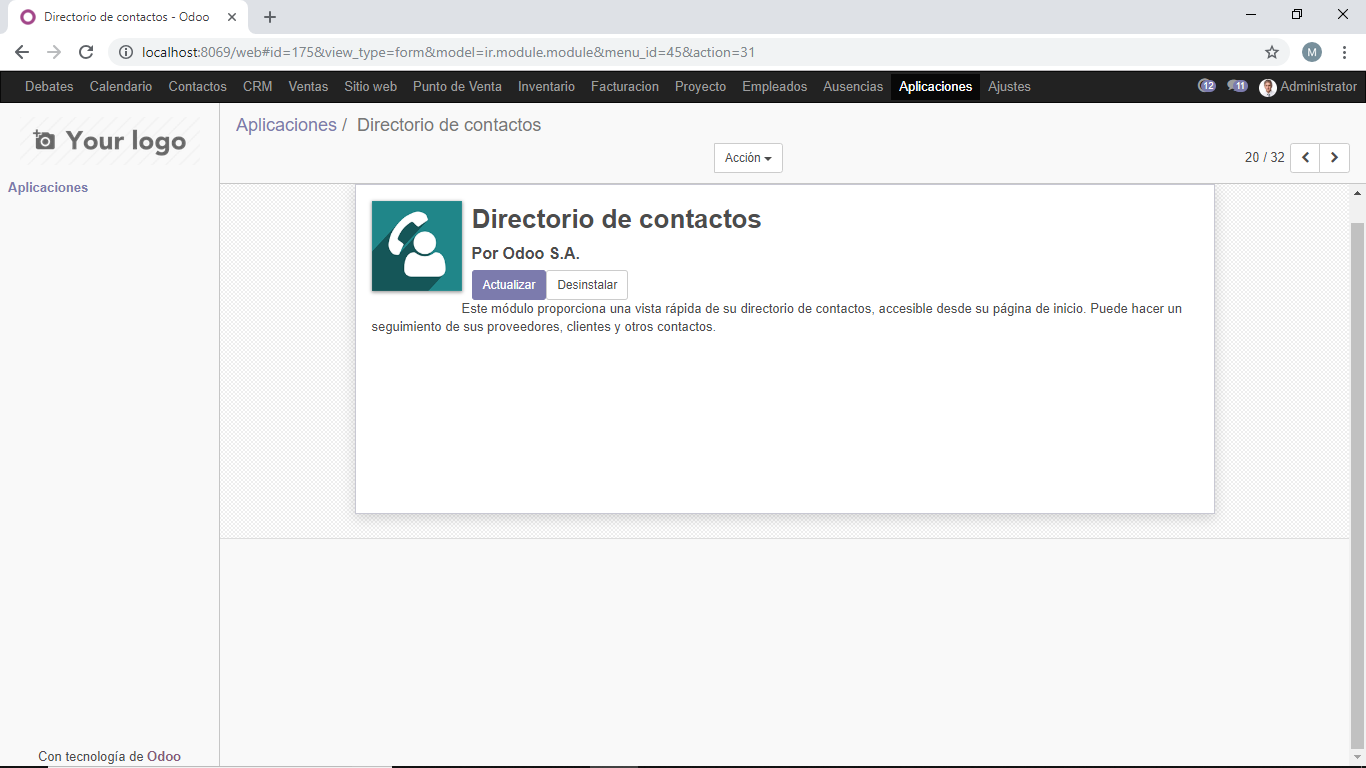 Directorio de contactos - Odoo
localhost:8069/web#id=175&view_type=form&model=ir.module.module&menu_id=45&action=31
M
Debates Calendario Contactos CRM Ventas Sitio web Punto de Venta Inventario Facturacion Proyecto Empleados Ausencias Aplicaciones Ajustes 12 11 Administrator
Your logo
Aplicaciones
Aplicaciones / Directorio de contactos
Acción
20 / 32
Directorio de contactos
Por Odoo S.A.
Actualizar Desinstalar
Este módulo proporciona una vista rápida de su directorio de contactos, accesible desde su página de inicio. Puede hacer un
seguimiento de sus proveedores, clientes y otros contactos.
Con tecnología de Odoo